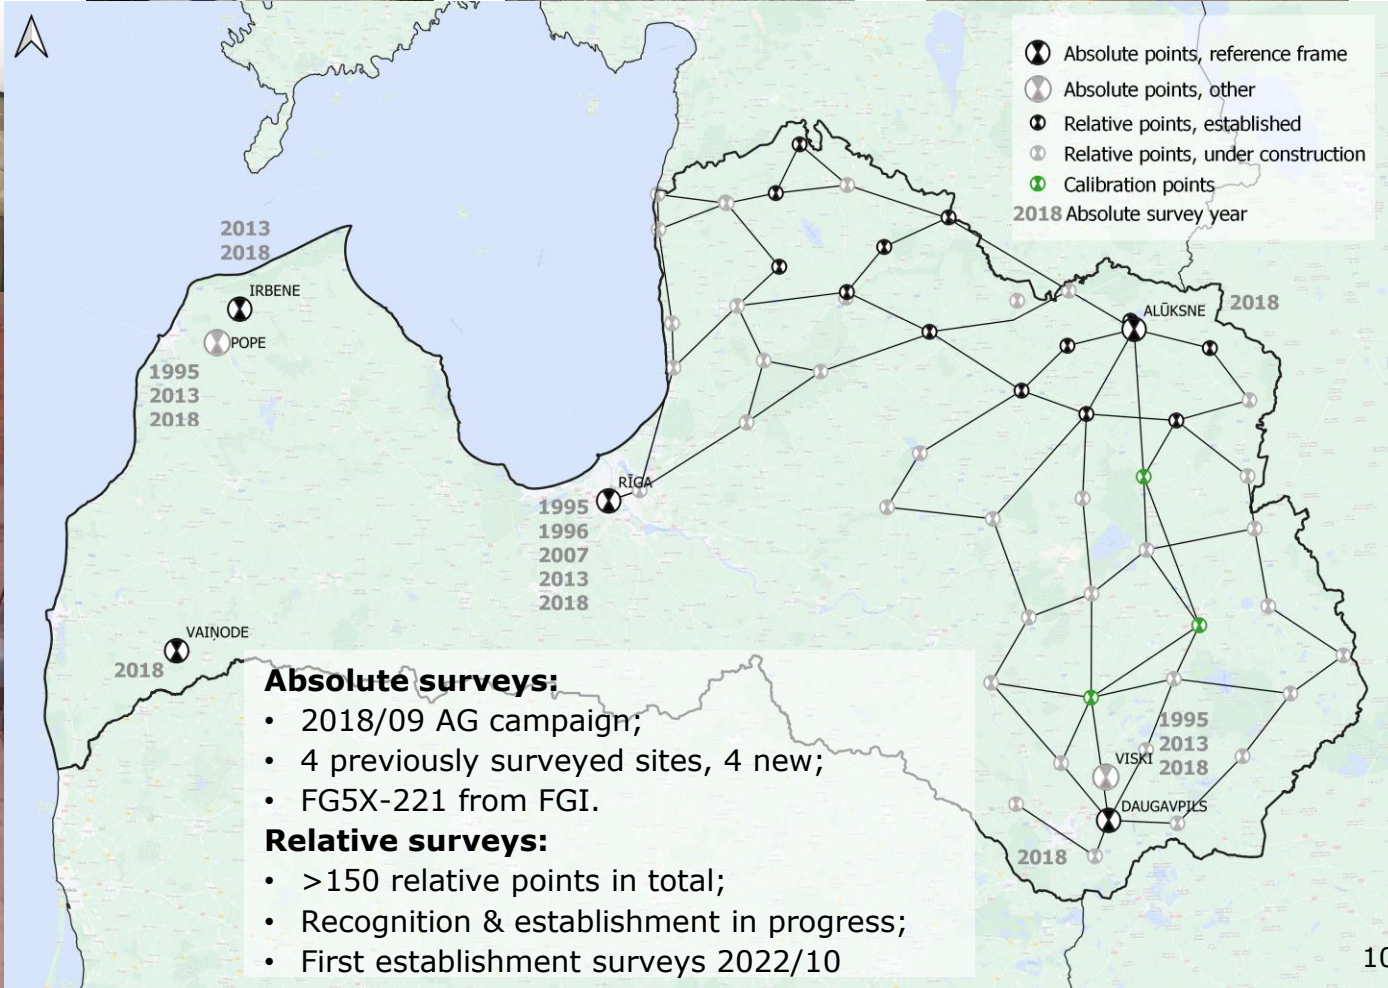 Absolute points, reference frame
Absolute points, other
Relative points, established
Relative points, under construction
Calibration points
2018 Absolute survey year
2013
2018
IRBENE
POPE
1995
2013
2018
ALŪKSNE
2018
RĪGA
1995
1996
2007
2013
2018
VAIŅODE
2018
1995
2013
2018
VISKI
DAUGAVPILS
2018
Absolute surveys:
• 2018/09 AG campaign;
• 4 previously surveyed sites, 4 new;
• FG5X-221 from FGI.
Relative surveys:
• >150 relative points in total;
• Recognition & establishment in progress;
• First establishment surveys 2022/10
10